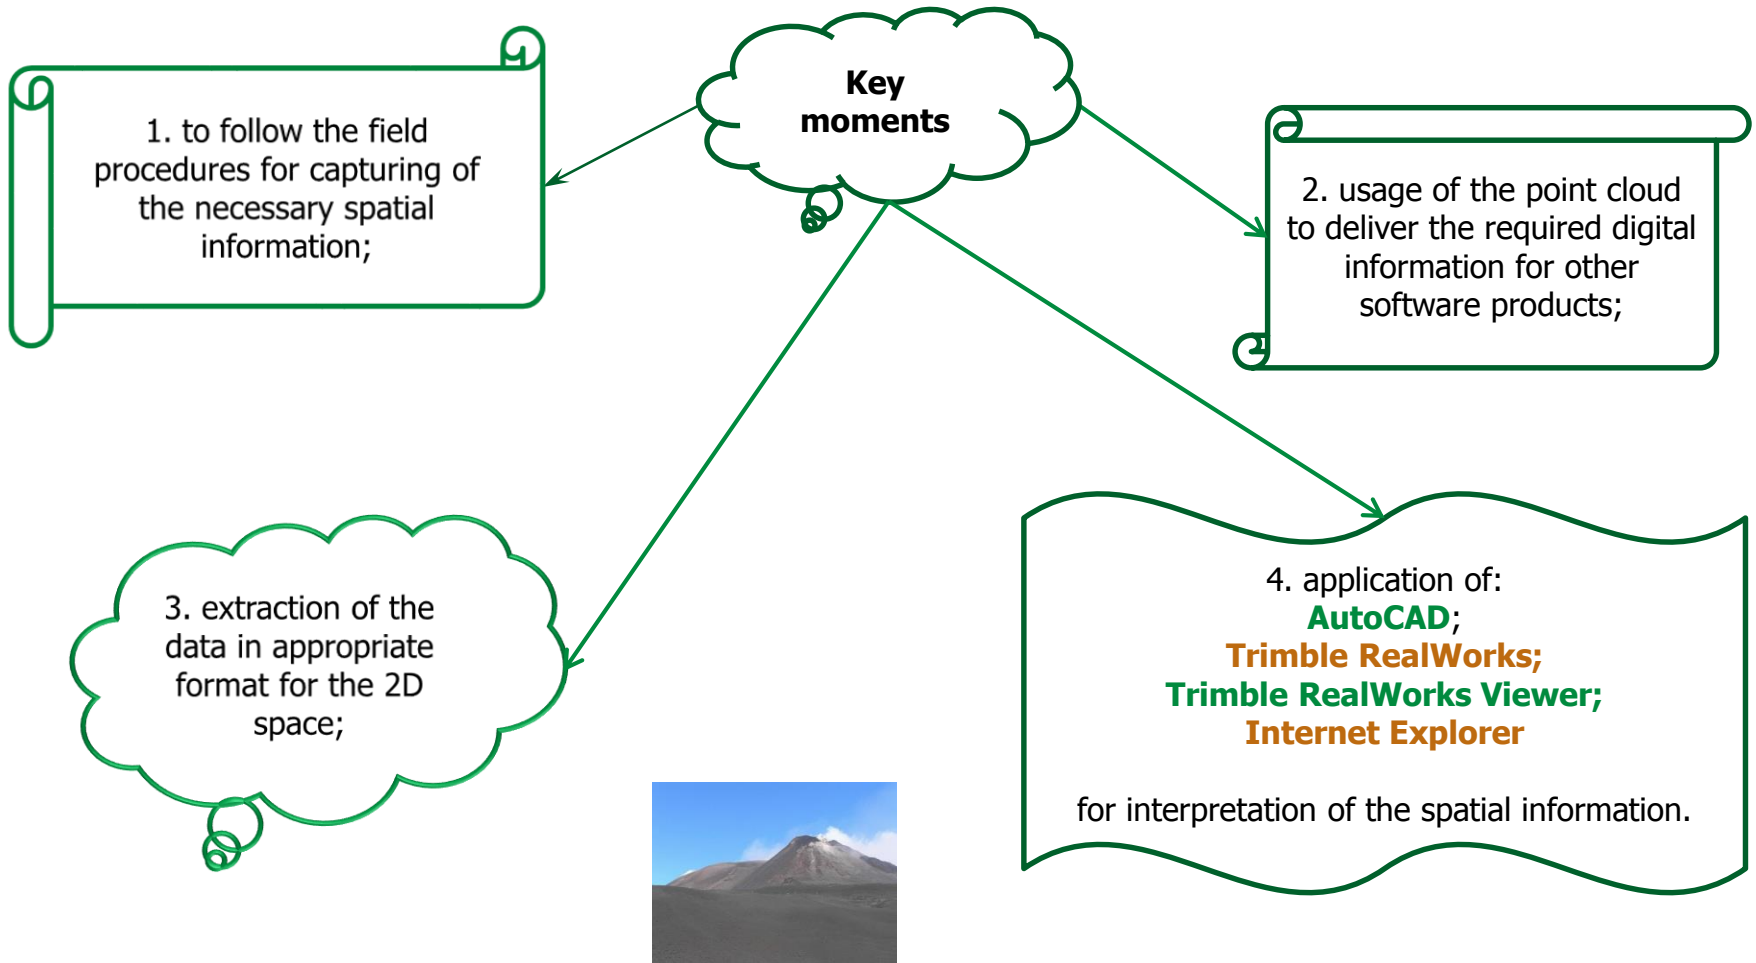 Key
moments
1. to follow the field
procedures for capturing of
the necessary spatial
information;
2. usage of the point cloud
to deliver the required digital
information for other
software products;
3. extraction of the
data in appropriate
format for the 2D
space;
4. application of:
AutoCAD;
Trimble RealWorks;
Trimble RealWorks Viewer;
Internet Explorer
for interpretation of the spatial information.